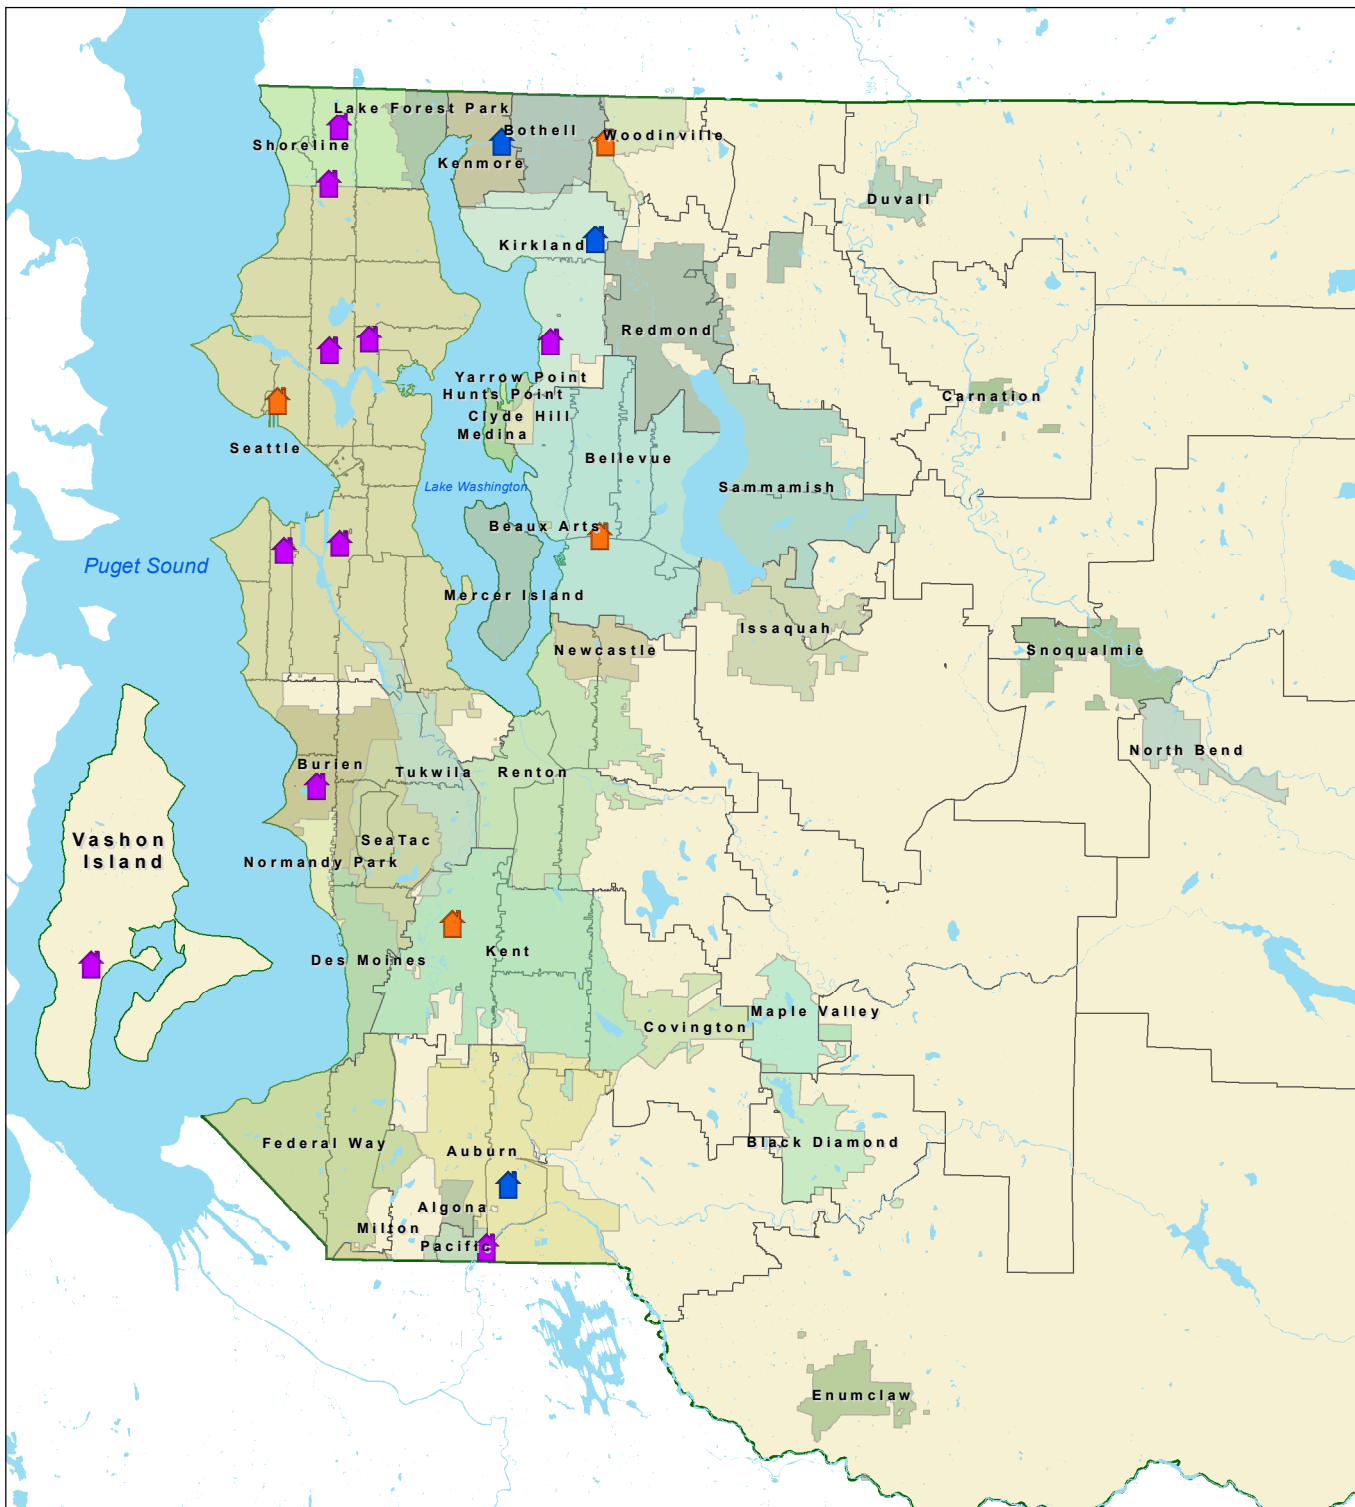 Lake Forest Park
Bothell
Woodinville
Shoreline
Kenmore
Duvall
Kirkland
Redmond
Yarrow Point
Hunts Point
Carnation
Clyde Hill
Medina
Seattle
Bellevue
Lake Washington
Sammamish
Beaux Arts
Puget Sound
Mercer Island
Issaquah
Newcastle
Snoqualmie
North Bend
Burien
Tukwila
Renton
Vashon
Island
SeaTac
Normandy Park
Des Moines
Kent
Maple Valley
Covington
Federal Way
Black Diamond
Auburn
Algona
Milton
Pacific
Enumclaw